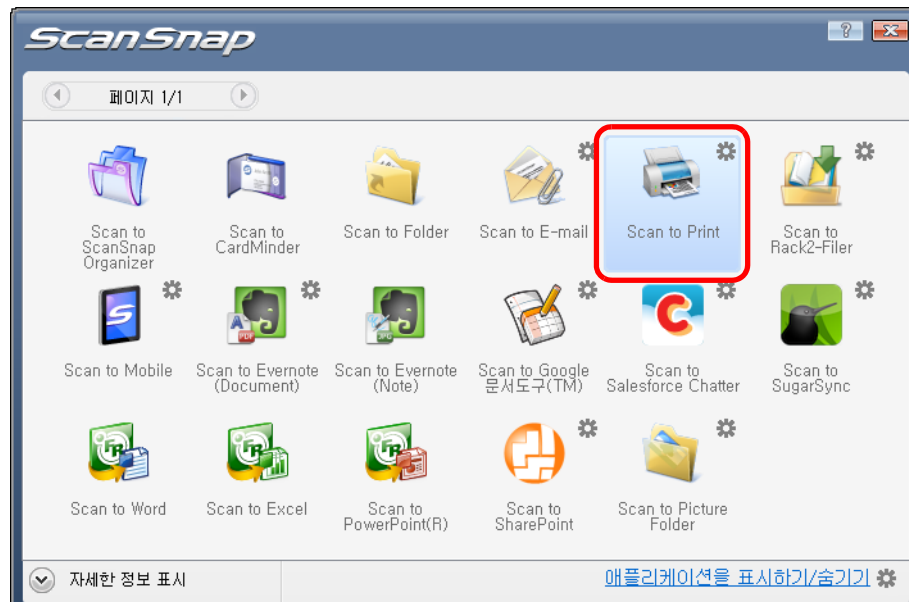 ScanSnap
페이지 1/1
Scan to
ScanSnap
Organizer
Scan to
CardMinder
Scan to Folder
Scan to E-mail
Scan to Print
Scan to
Rack2-Filer
Scan to Mobile
Scan to Evernote
(Document)
Scan to Evernote
(Note)
Scan to Google
문서도구(TM)
Scan to
Salesforce Chatter
Scan to
SugarSync
Scan to Word
Scan to Excel
Scan to
PowerPoint(R)
Scan to
SharePoint
Scan to Picture
Folder
자세한 정보 표시
애플리케이션을 표시하기/숨기기